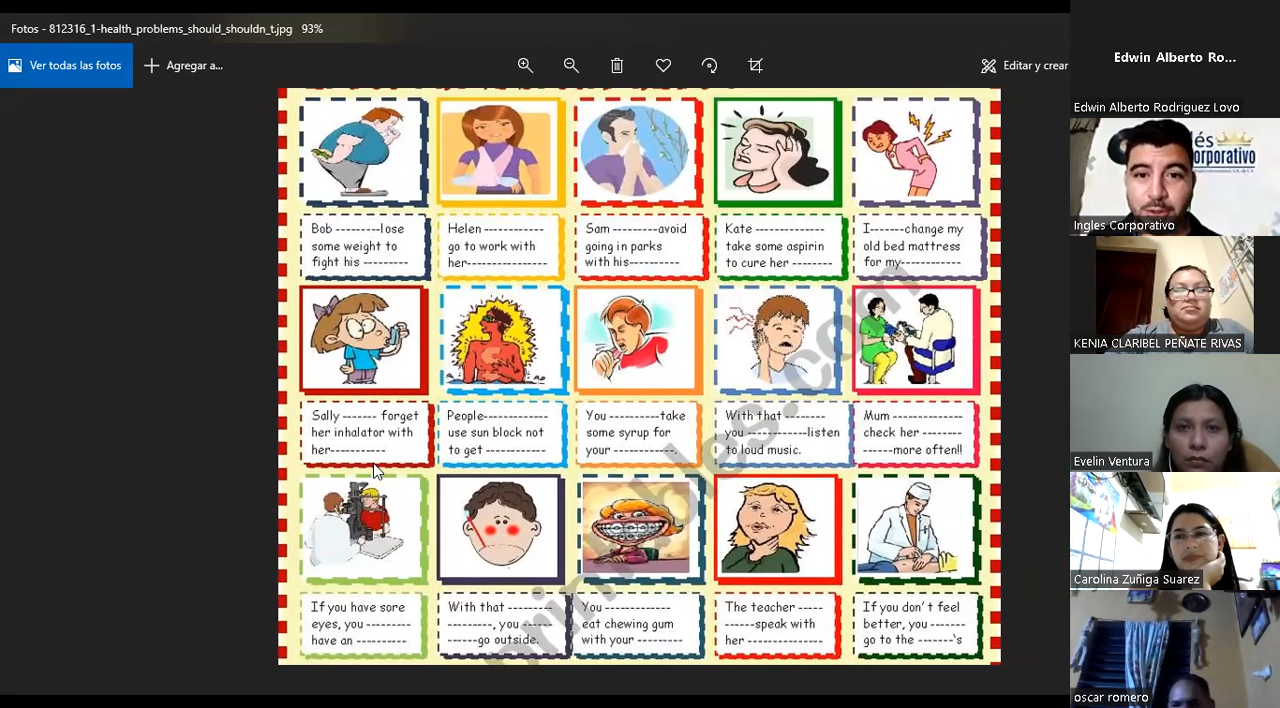 Fotos - 812316_1-health_problems_should_shouldn_t.jpg 93%
Ver todas las fotos
Agregar a...
Editar y crear
Bob ---------lose
some weight to
fight his ---------
Helen ------------
go to work with
her----------------
Sam ---------avoid
going in parks
with his----------
Kate --------------
take some aspirin
to cure her --------
I-------change my
old bed mattress
for my------------
Sally ------- forget
her inhalator with
her-----------
People-------------
use sun block not
to get ------------
You ----------take
some syrup for
your ------------.
With that --------
you ------------listen
to loud music.
Mum --------------
check her --------
------more often!!
If you have sore
eyes, you ---------
have an ----------
With that --------
----------, you ------
------go outside.
You -------------
eat chewing gum
with your ---------
The teacher -----
-------speak with
her ---------------
If you don't feel
better, you -------
go to the -------'s
Edwin Alberto Ro...
Edwin Alberto Rodriguez Lovo
és
orporativo
Ingles Corporativo
KENIA CLARIBEL PEÑATE RIVAS
Evelin Ventura
Carolina Zuñiga Suarez
oscar romero